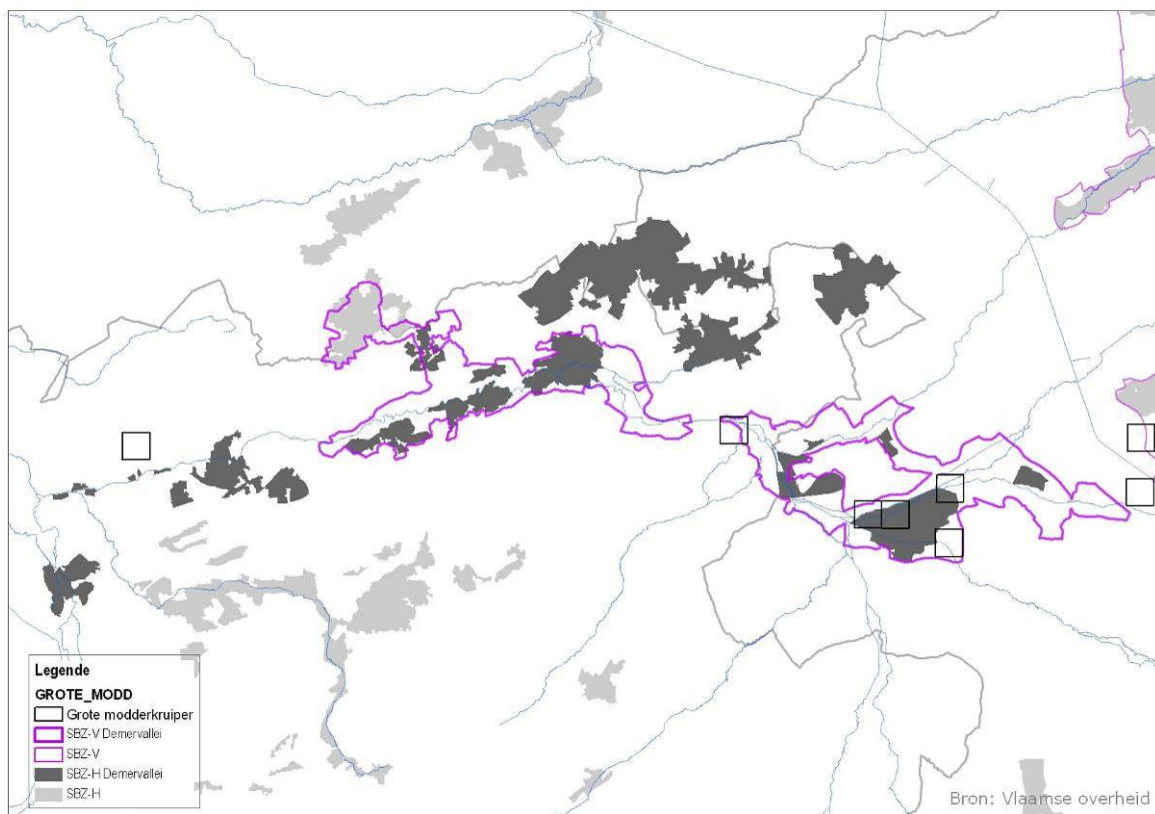 Legende
GROTE_MODD
Grote modderkruiper
SBZ-V Demervallei
SBZ-V
SBZ-H Demervallei
SBZ-H
Bron: Vlaamse overheid